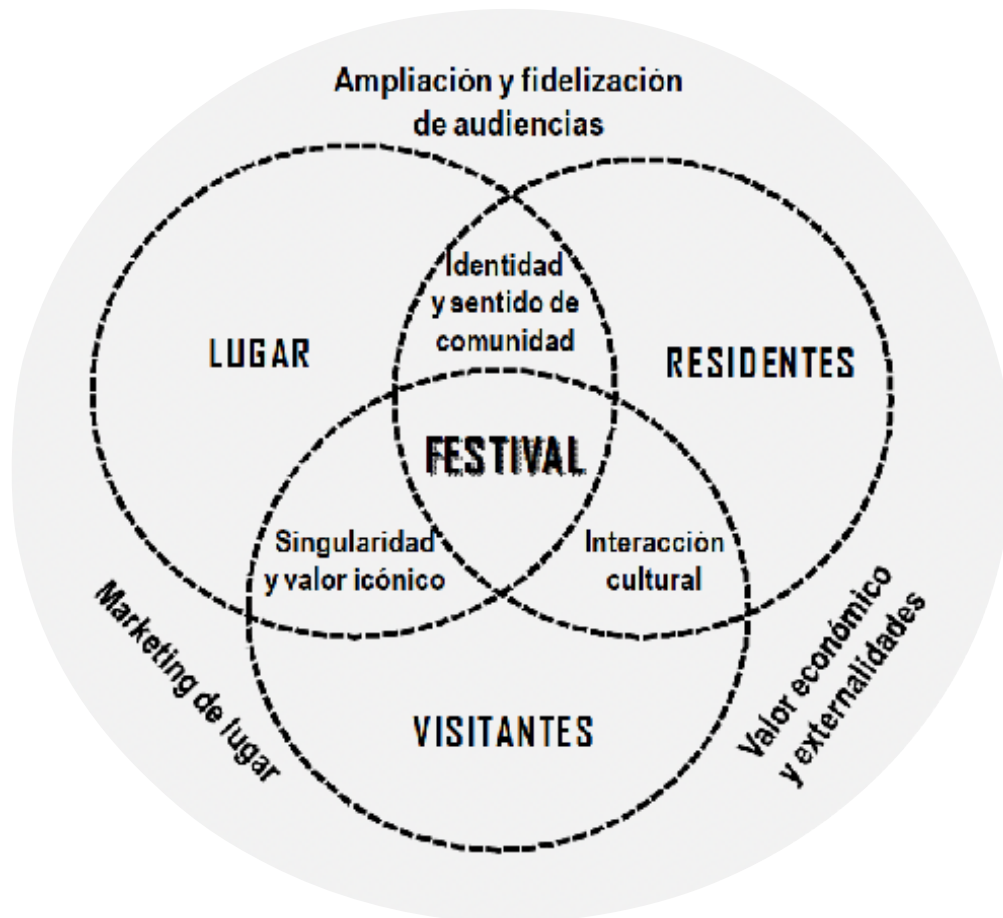 Ampliación y fidelización
de audiencias
Identidad
y sentido de
comunidad
LUGAR
RESIDENTES
FESTIVAL
Singularidad
y valor icónico
Interacción
cultural
Marketing de lugar
VISITANTES
Valor económico
y externalidades